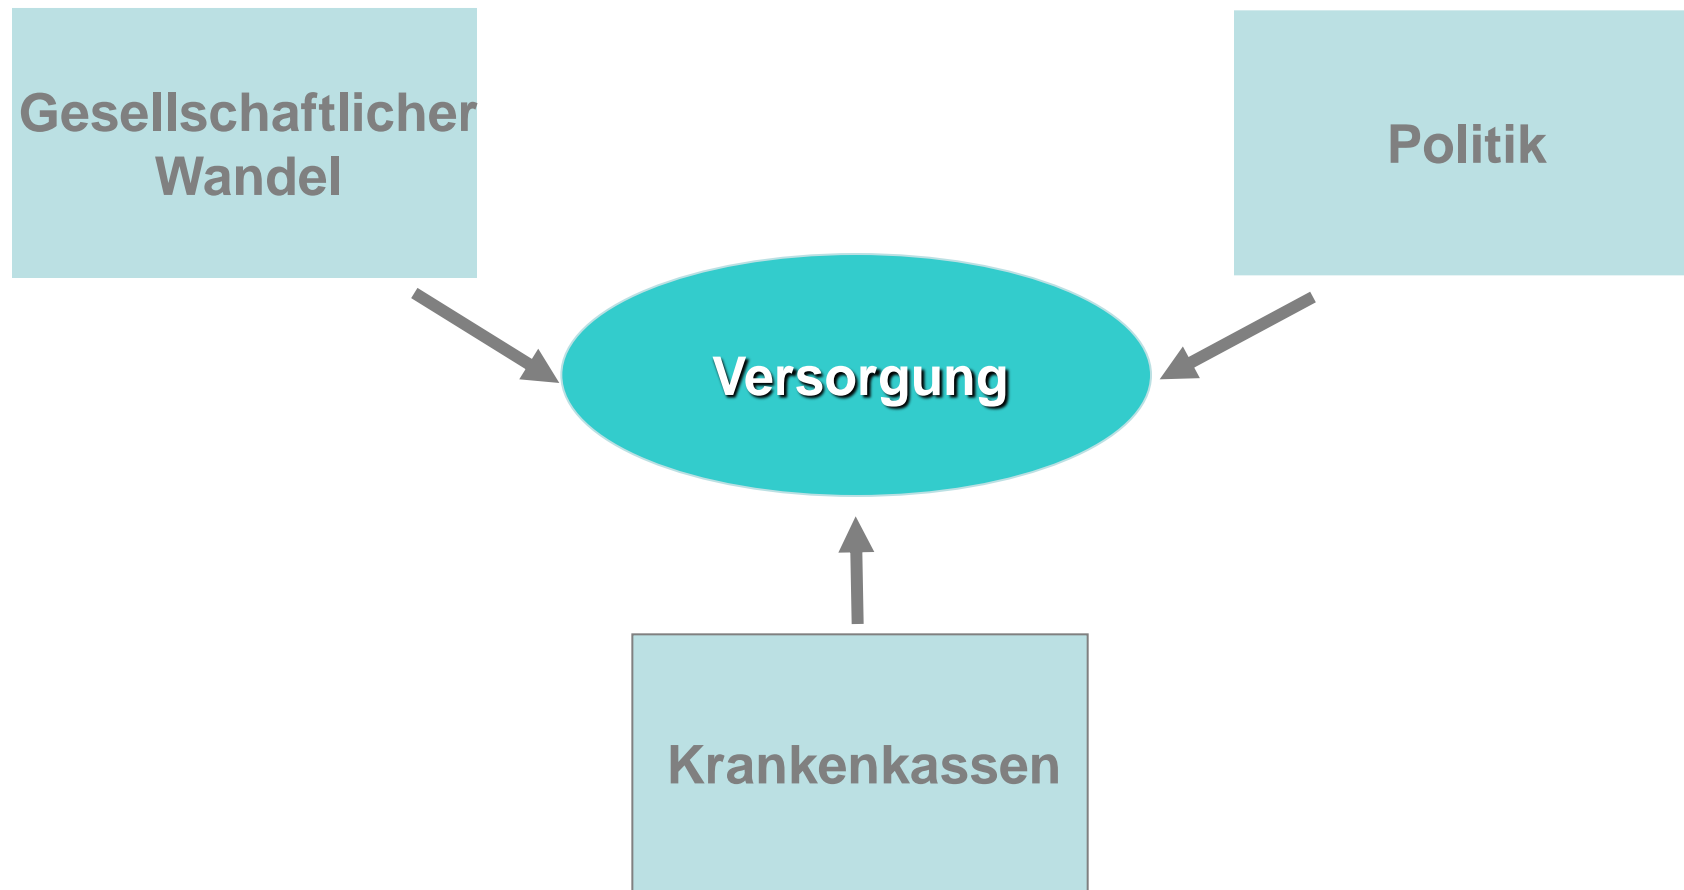 Gesellschaftlicher
Wandel
Politik
Versorgung
Krankenkassen